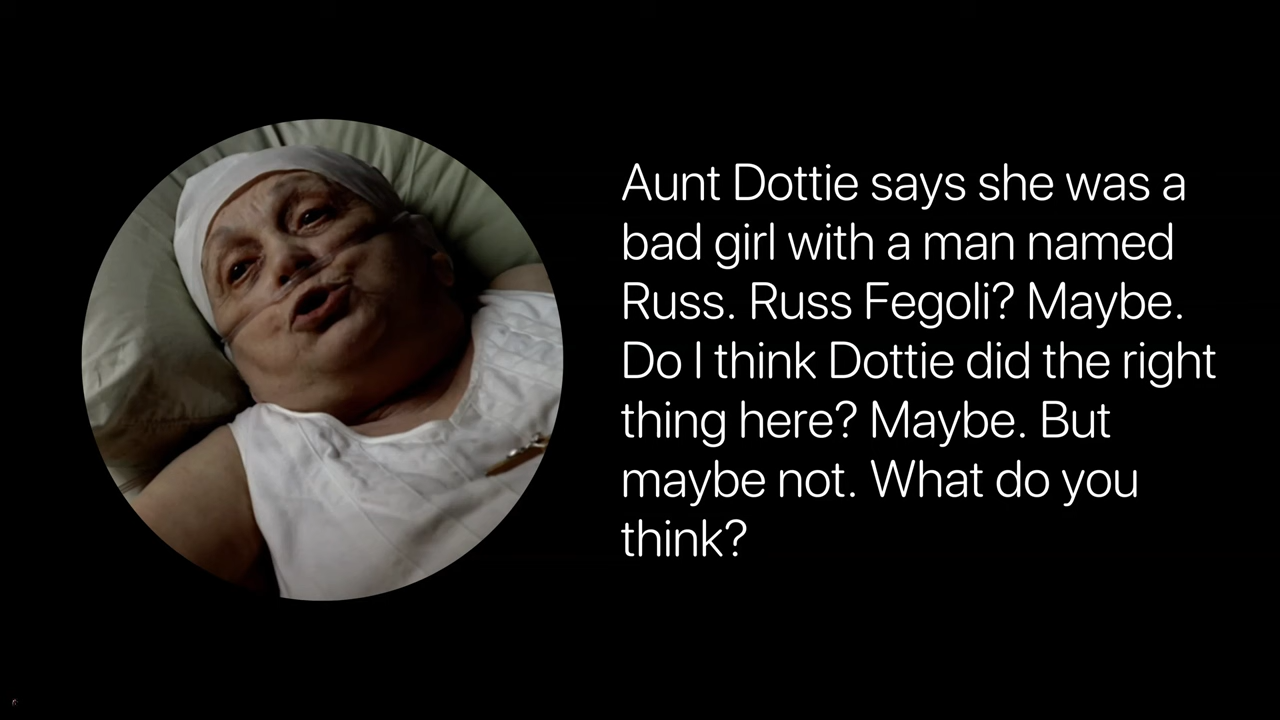 Aunt Dottie says she was a
bad girl with a man named
Russ. Russ Fegoli? Maybe.
Do I think Dottie did the right
thing here? Maybe. But
maybe not. What do you
think?